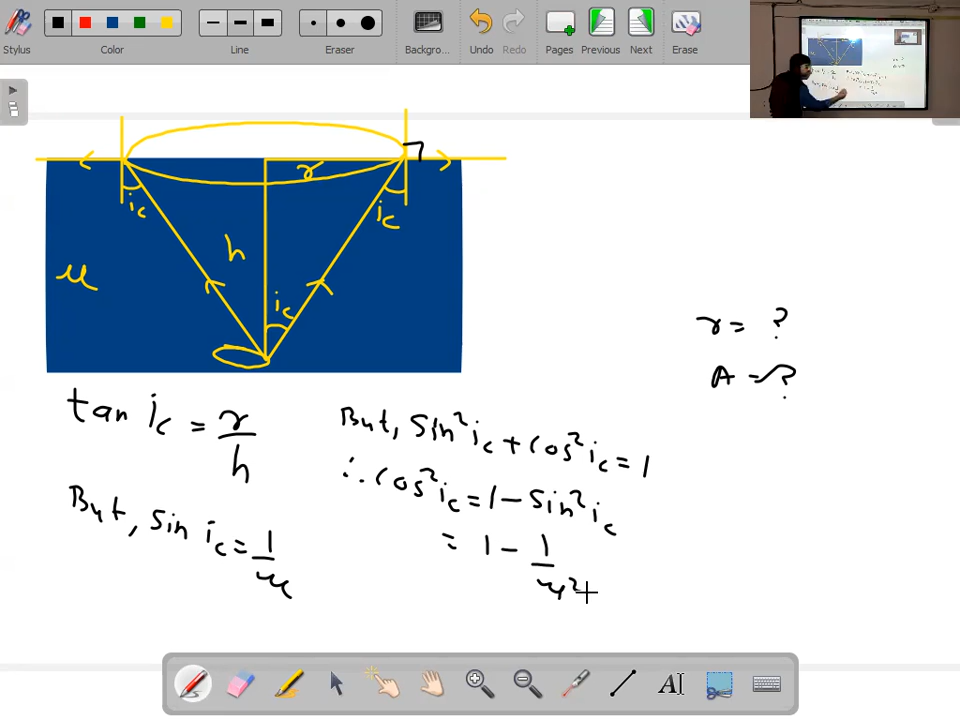 Stylus Color Line Eraser Backgro... Undo Redo Pages Previous Next Erase
r
ic
ic
h
μ
ic
r = ?
A = ?
tan ic = r/h
But, sin ic = 1/μ
But, sin²ic + cos²ic = 1
∴ cos²ic = 1 - sin²ic
= 1 - 1/μ²
A